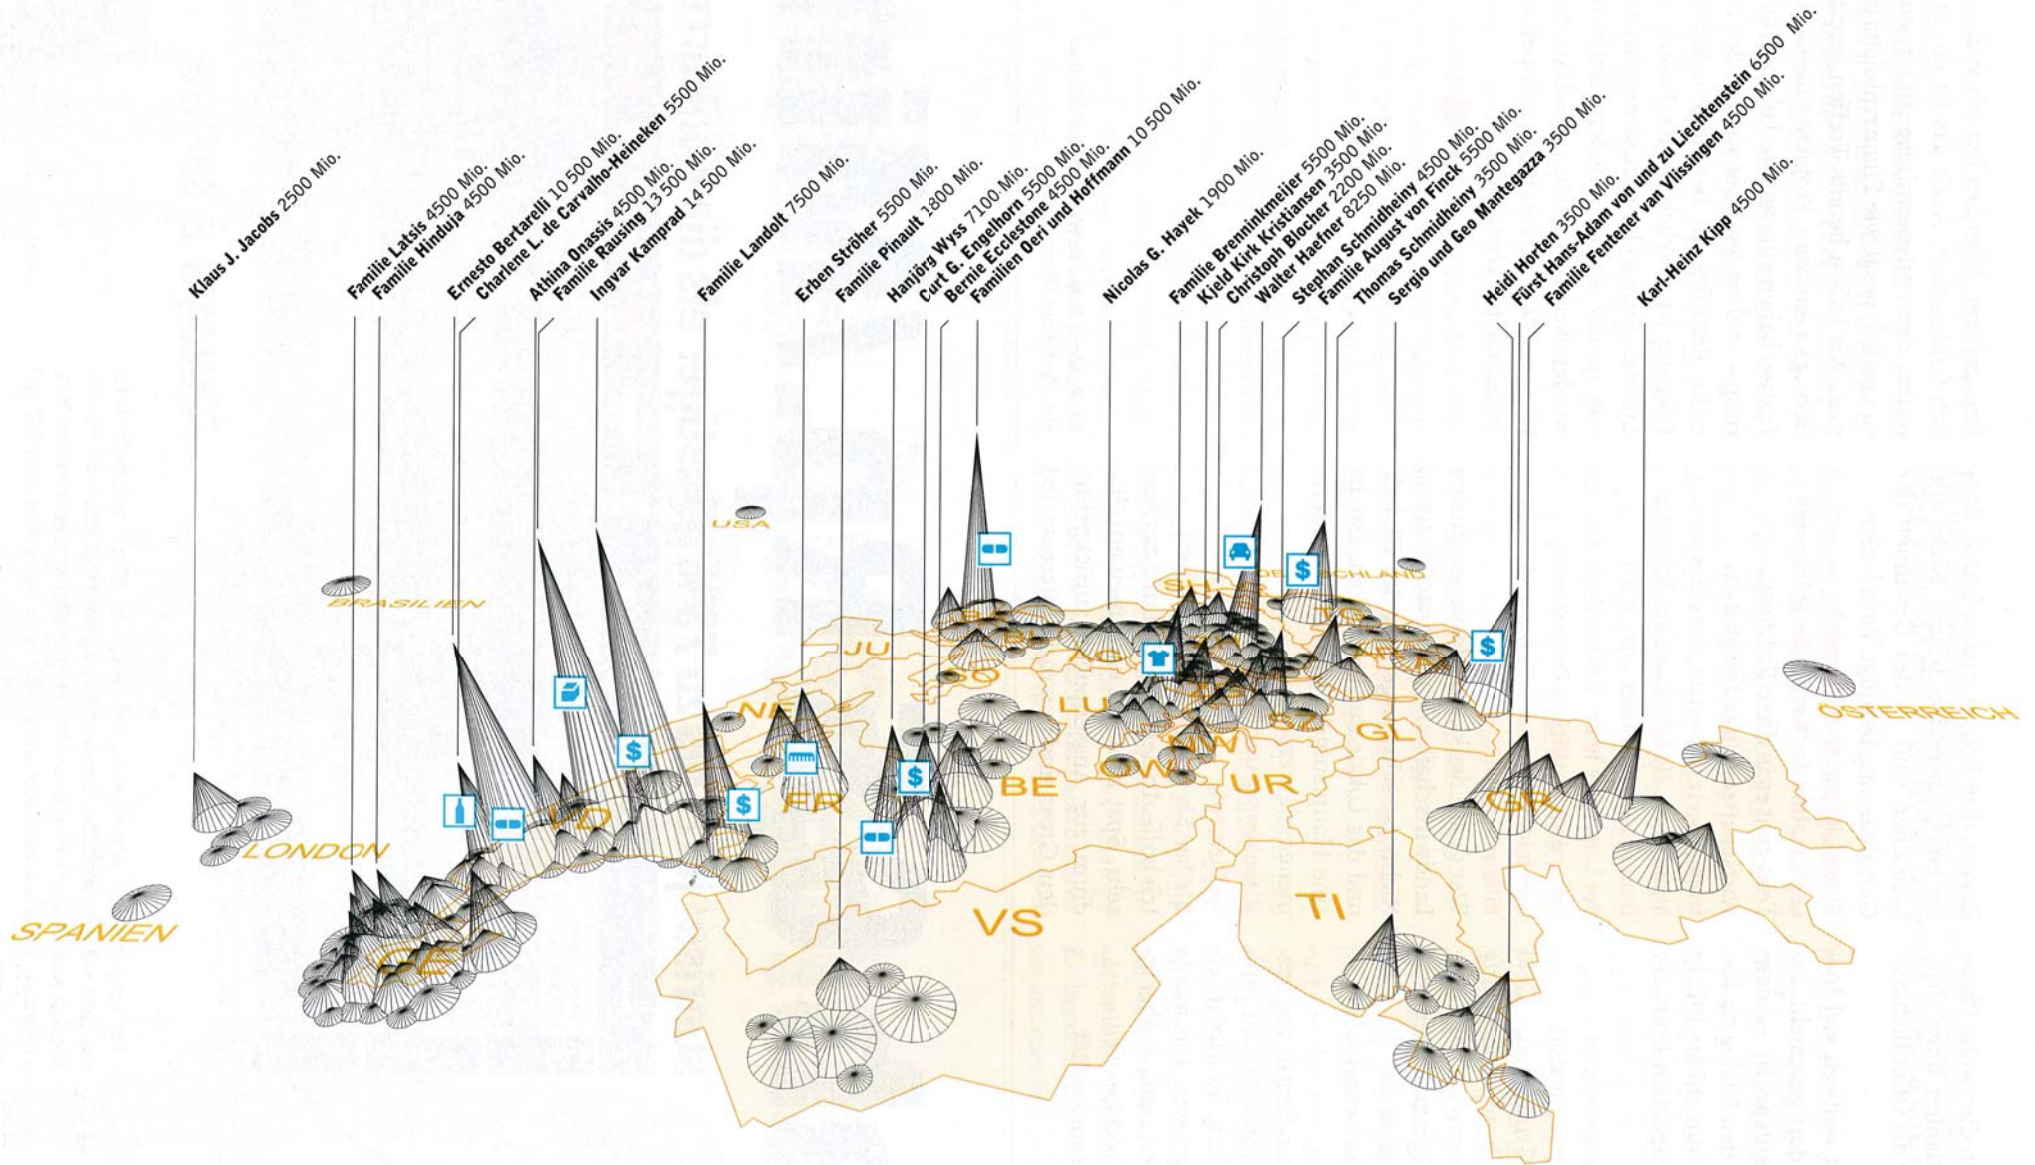 Klaus J. Jacobs 2500 Mio.
Familie Latsis 4500 Mio.
Familie Hinduja 4500 Mio.
Ernesto Bertarelli 10 500 Mio.
Charlene L. de Carvalho-Heineken 5500 Mio.
Athina Onassis 4500 Mio.
Familie Rausing 13 500 Mio.
Ingvar Kamprad 14 500 Mio.
Familie Landolt 7500 Mio.
Erben Ströher 5500 Mio.
Familie Pinault 1800 Mio.
Hanjörg Wyss 7100 Mio.
Curt G. Engelhorn 5500 Mio.
Bernie Ecclestone 4500 Mio.
Familien Oeri und Hoffmann 10 500 Mio.
Nicolas G. Hayek 1900 Mio.
Familie Brenninkmeijer 5500 Mio.
Kjeld Kirk Kristiansen 3500 Mio.
Christoph Blocher 2200 Mio.
Walter Haefner 8250 Mio.
Stephan Schmidheiny 4500 Mio.
Familie August von Finck 5500 Mio.
Thomas Schmidheiny 3500 Mio.
Sergio und Geo Mantegazza 3500 Mio.
Heidi Horten 3500 Mio.
Fürst Hans-Adam von und zu Liechtenstein 6500 Mio.
Familie Fentener van Vlissingen 4500 Mio.
Karl-Heinz Kipp 4500 Mio.
USA
BRASILIEN
SH
TG
JU
SO
AG
NE
LU
SZ
GL
ÖSTERREICH
NW
OW
VD
FR
BE
UR
GR
LONDON
SPANIEN
GE
VS
TI